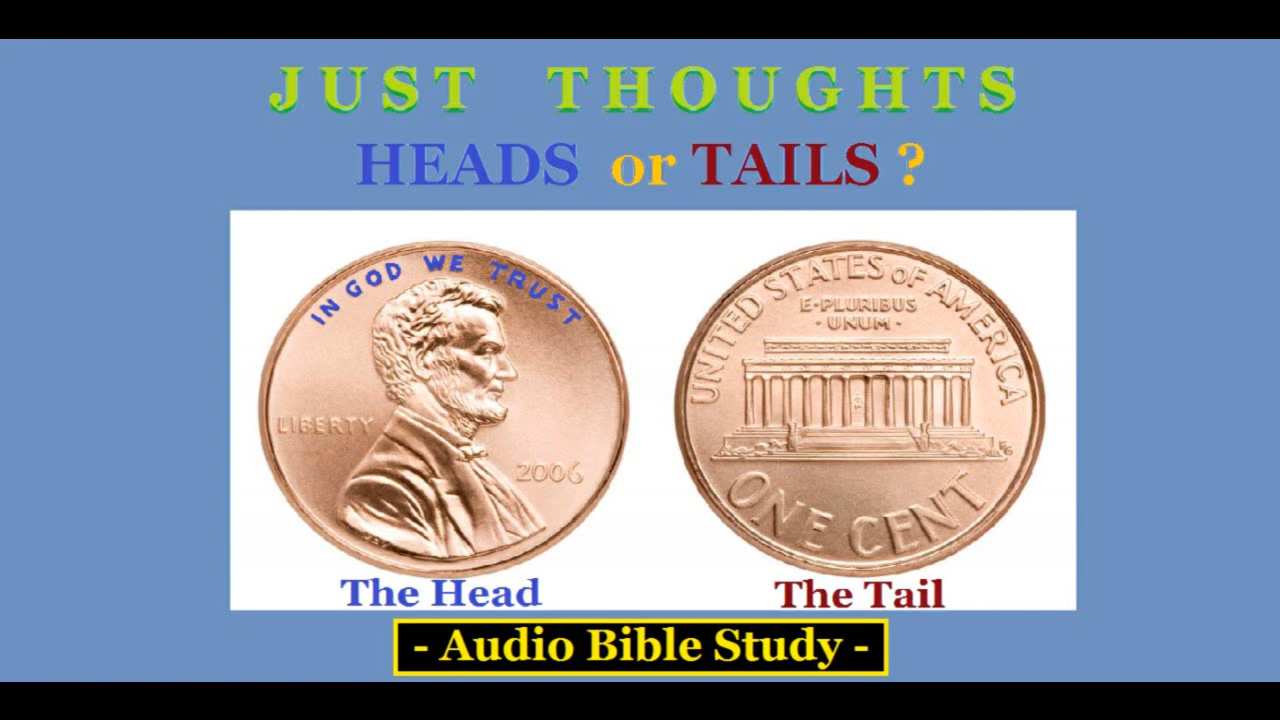 JUST THOUGHTS
HEADS or TAILS ?
IN GOD WE TRUST
LIBERTY
2006
UNITED STATES OF AMERICA
E·PLURIBUS
·UNUM·
ONE CENT
The Head
The Tail
- Audio Bible Study -